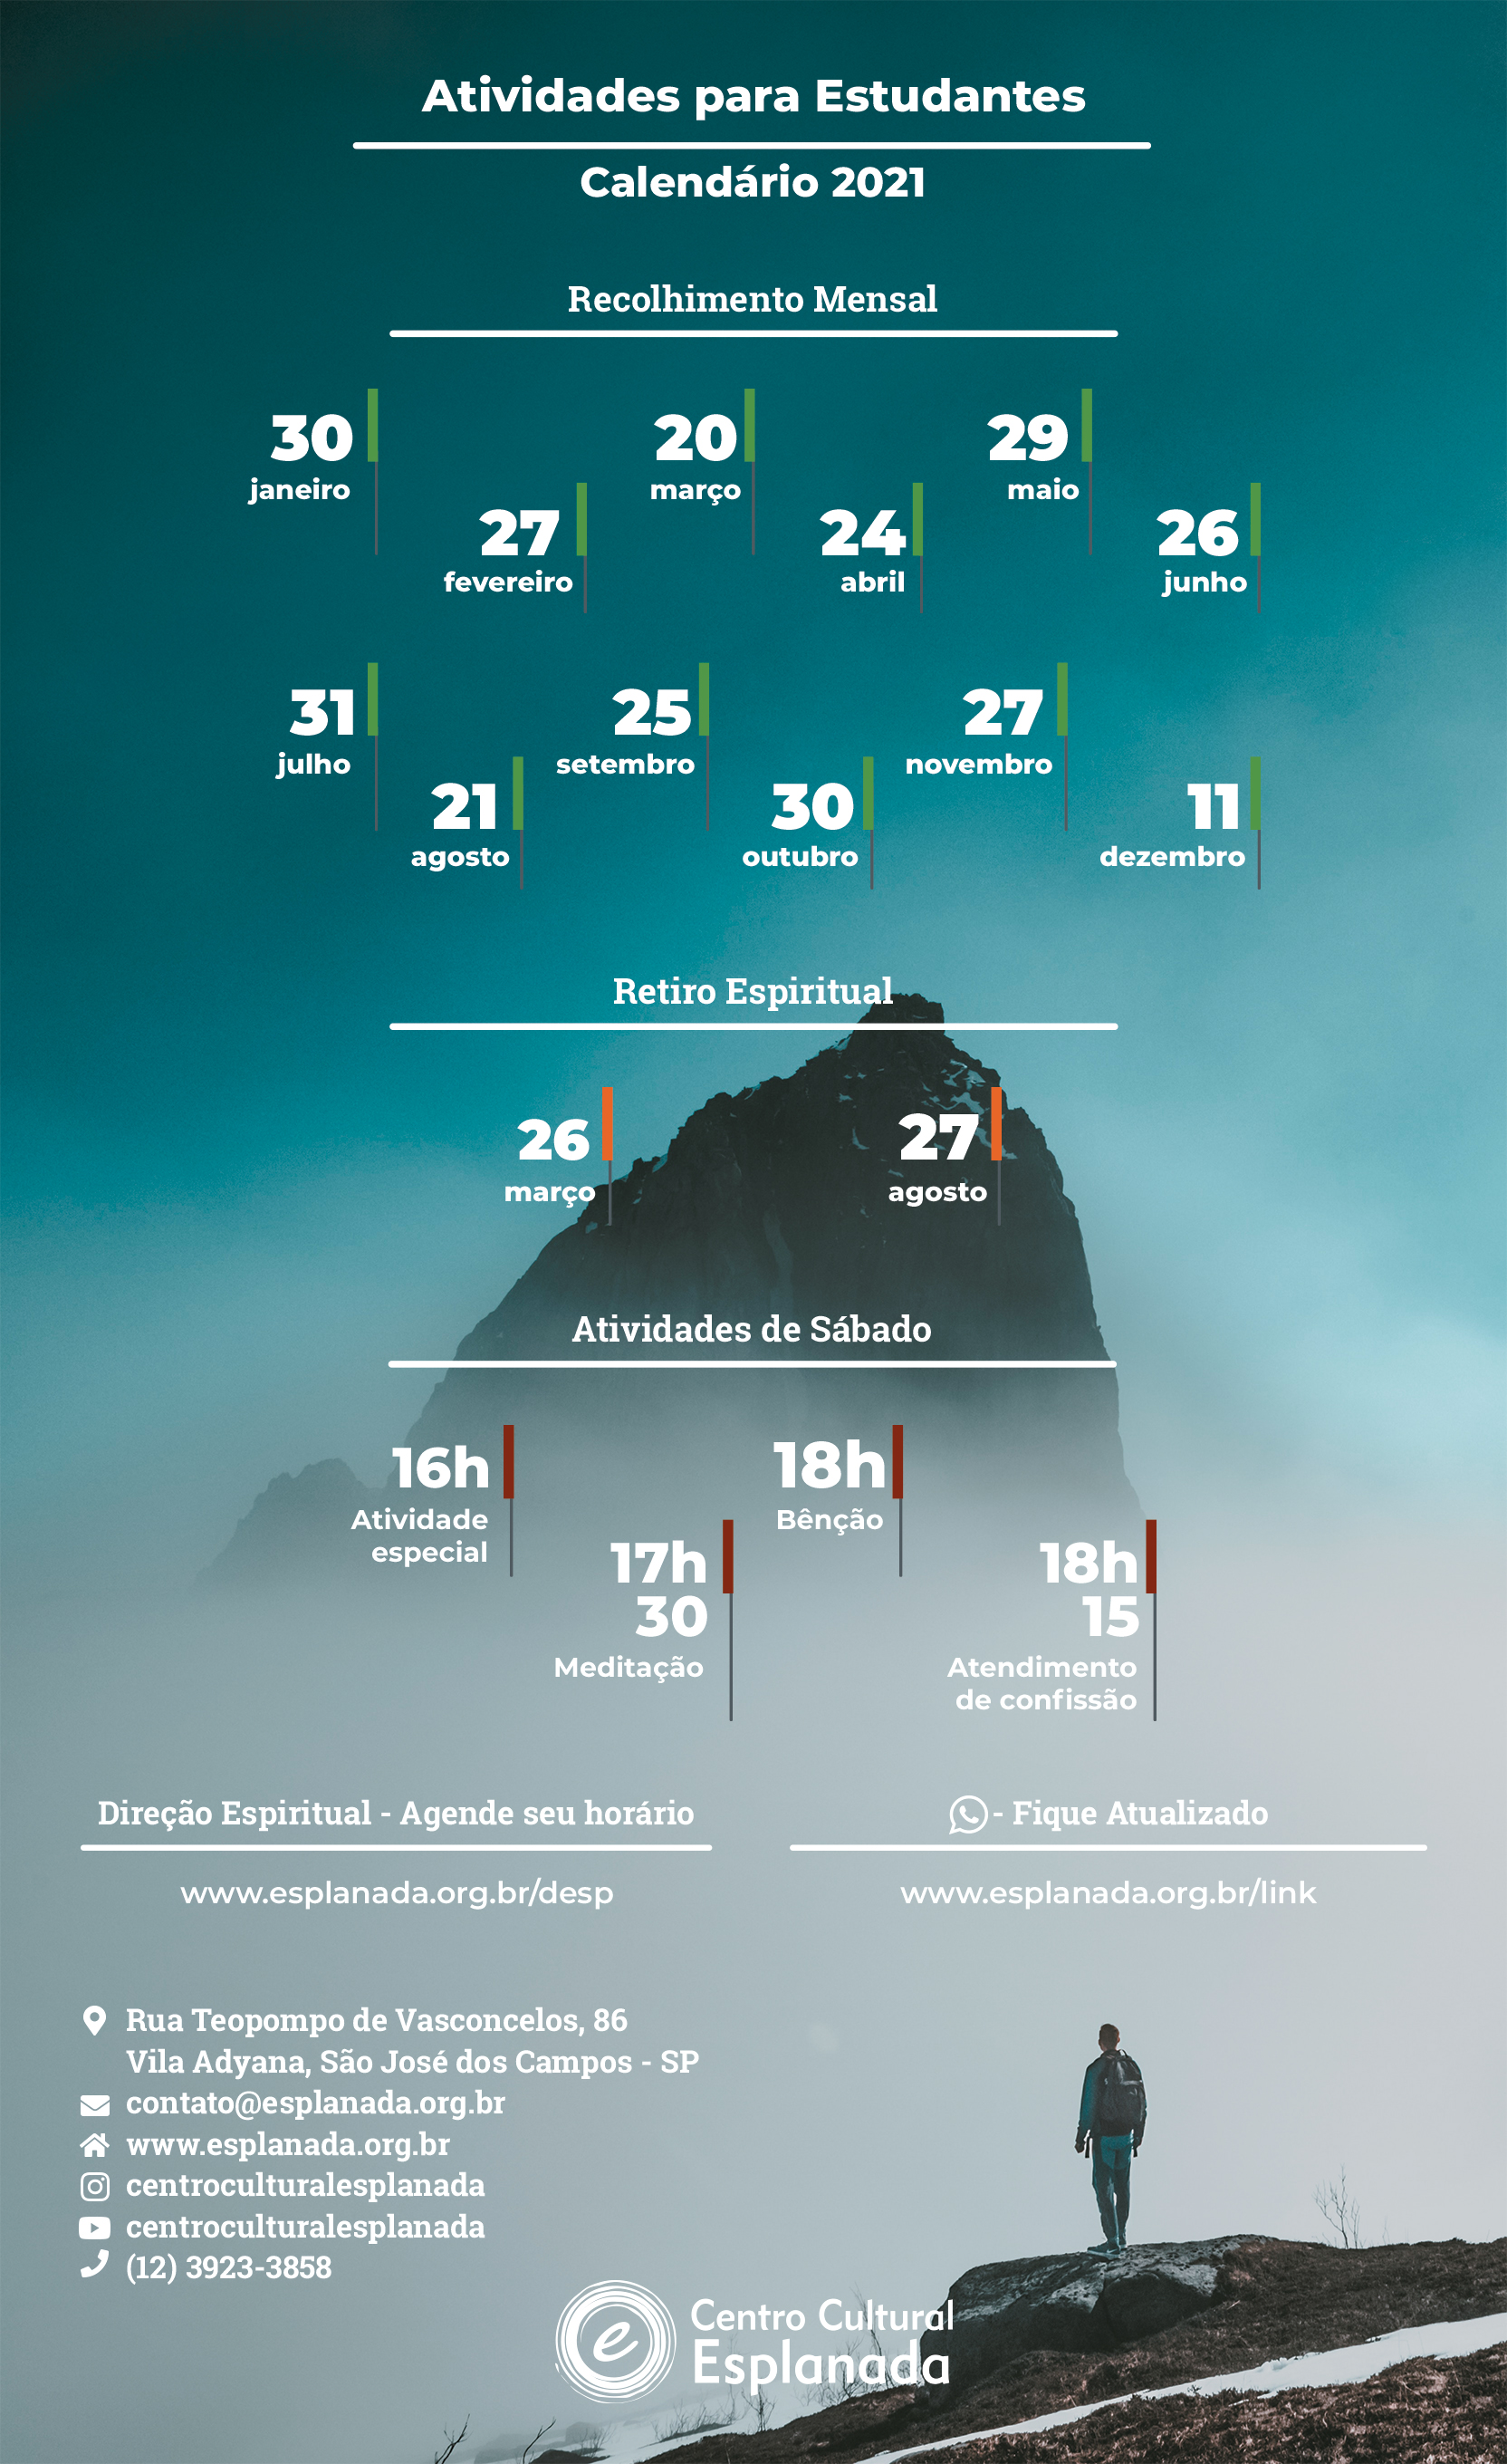 Atividades para Estudantes
Calendário 2021
Recolhimento Mensal
30
janeiro
27
fevereiro
20
março
24
abril
29
maio
26
junho
31
julho
21
agosto
25
setembro
30
outubro
27
novembro
11
dezembro
Retiro Espiritual
26
março
27
agosto
Atividades de Sábado
16h
Atividade
especial
17h
30
Meditação
18h
Bênção
18h
15
Atendimento
de confissão
Direção Espiritual - Agende seu horário
www.esplanada.org.br/desp
- Fique Atualizado
www.esplanada.org.br/link
Rua Teopompo de Vasconcelos, 86
Vila Adyana, São José dos Campos - SP
contato@esplanada.org.br
www.esplanada.org.br
centroculturalesplanada
centroculturalesplanada
(12) 3923-3858
e
Centro Cultural
Esplanada